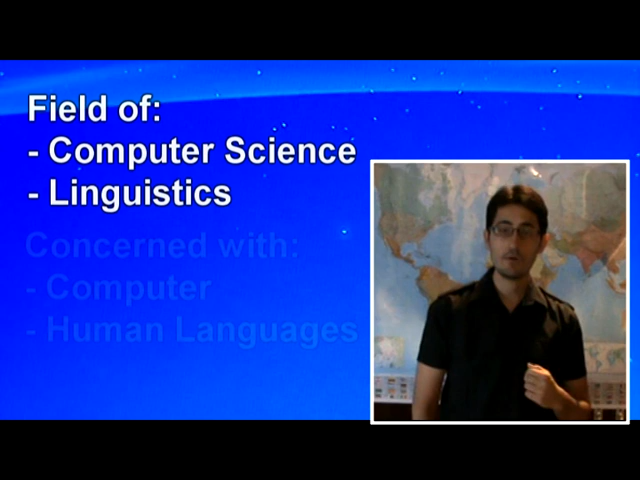 Field of:
- Computer Science
- Linguistics
Concerned with:
- Computer
- Human Languages